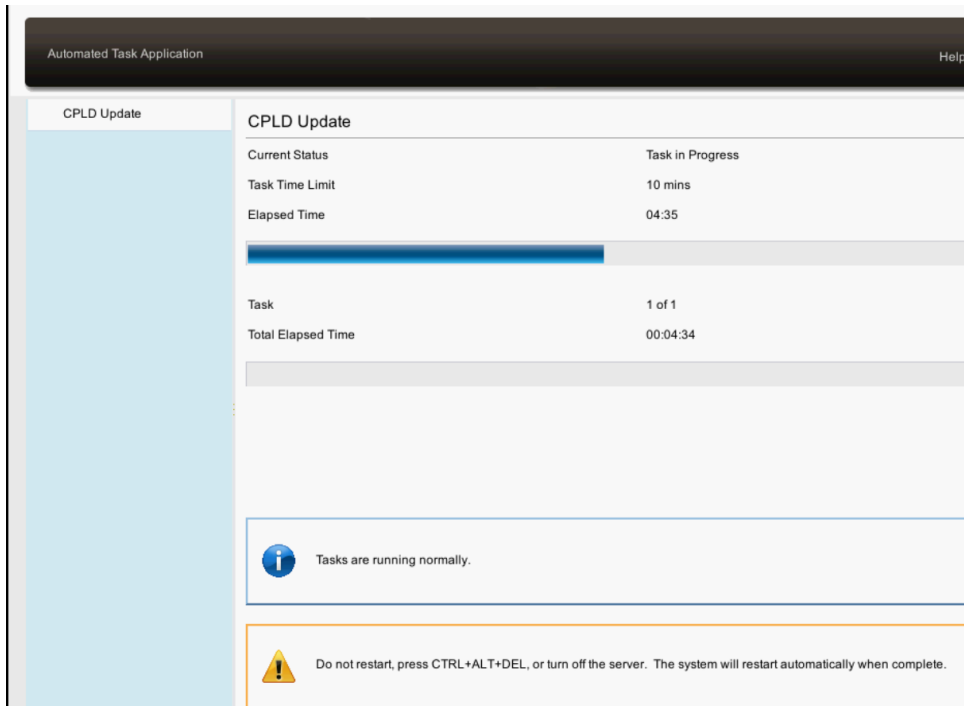 Automated Task Application
Help
CPLD Update
CPLD Update
Current Status Task in Progress
Task Time Limit 10 mins
Elapsed Time 04:35
Task 1 of 1
Total Elapsed Time 00:04:34
Tasks are running normally.
Do not restart, press CTRL+ALT+DEL, or turn off the server. The system will restart automatically when complete.